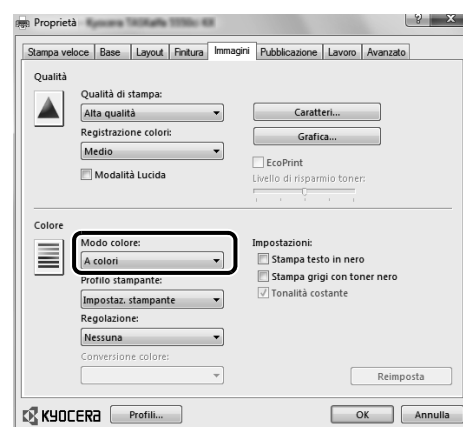 Proprietà
Stampa veloce Base Layout Finitura Immagini Pubblicazione Lavoro Avanzato
Qualità
Qualità di stampa:
Alta qualità
Caratteri...
Registrazione colori:
Grafica...
Medio
EcoPrint
Modalità Lucida
Livello di risparmio toner:
Colore
Modo colore:
Impostazioni:
A colori
Stampa testo in nero
Profilo stampante:
Stampa grigi con toner nero
Impostaz. stampante
Tonalità costante
Regolazione:
Nessuna
Conversione colore:
Reimposta
KYOCERA Profili... OK Annulla